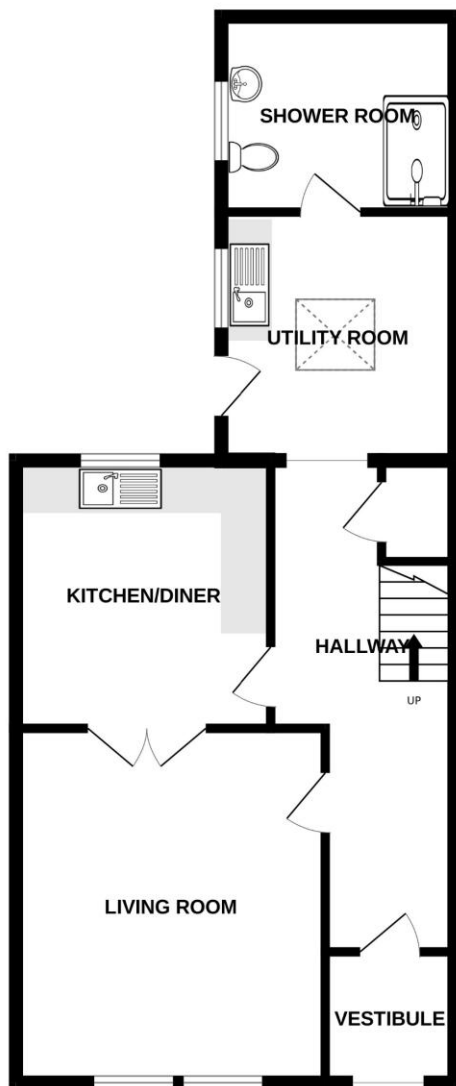 SHOWER ROOM
UTILITY ROOM
KITCHEN/DINER
HALLWAY
UP
LIVING ROOM
VESTIBULE